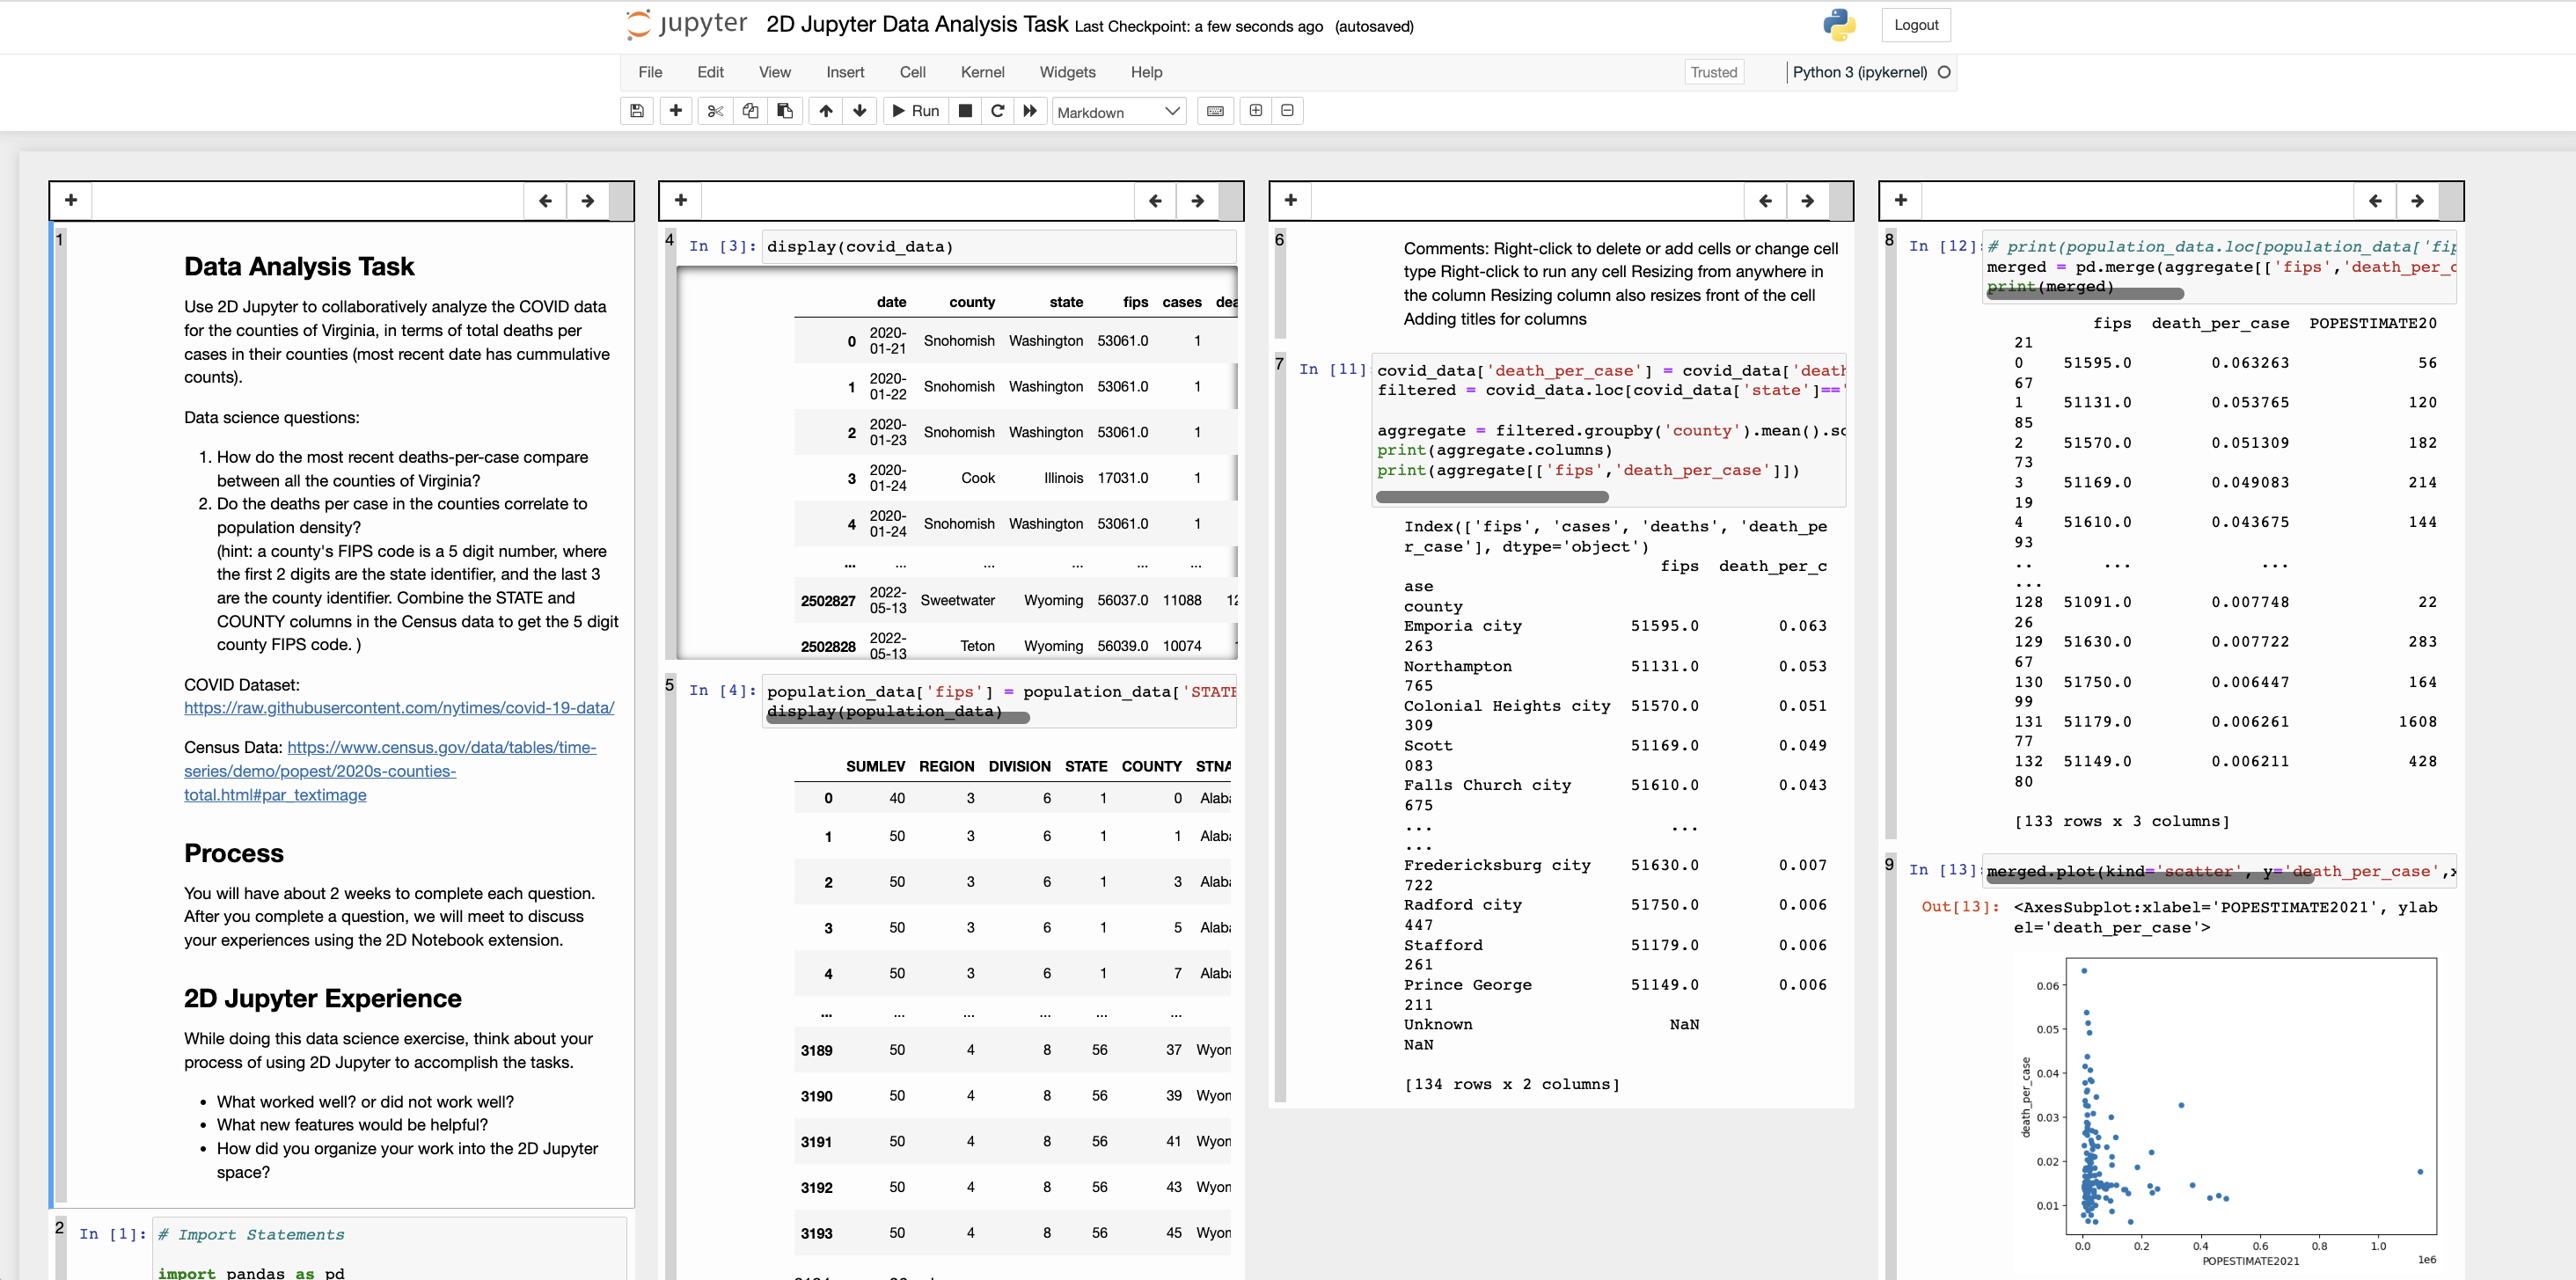 jupyter 2D Jupyter Data Analysis Task Last Checkpoint: a few seconds ago (autosaved)
Logout
File Edit View Insert Cell Kernel Widgets Help
Trusted
Python 3 (ipykernel)
Run
Markdown
1
Data Analysis Task
Use 2D Jupyter to collaboratively analyze the COVID data
for the counties of Virginia, in terms of total deaths per
cases in their counties (most recent date has cummulative
counts).
Data science questions:
1. How do the most recent deaths-per-case compare
between all the counties of Virginia?
2. Do the deaths per case in the counties correlate to
population density?
(hint: a county's FIPS code is a 5 digit number, where
the first 2 digits are the state identifier, and the last 3
are the county identifier. Combine the STATE and
COUNTY columns in the Census data to get the 5 digit
county FIPS code. )
COVID Dataset:
https://raw.githubusercontent.com/nytimes/covid-19-data/
Census Data: https://www.census.gov/data/tables/time-
series/demo/popest/2020s-counties-
total.html#par_textimage
Process
You will have about 2 weeks to complete each question.
After you complete a question, we will meet to discuss
your experiences using the 2D Notebook extension.
2D Jupyter Experience
While doing this data science exercise, think about your
process of using 2D Jupyter to accomplish the tasks.
• What worked well? or did not work well?
• What new features would be helpful?
• How did you organize your work into the 2D Jupyter
space?
2
In [1]: # Import Statements
import pandas as pd
4
In [3]: display(covid_data)
date county state fips cases dea
0 2020-01-21 Snohomish Washington 53061.0 1
1 2020-01-22 Snohomish Washington 53061.0 1
2 2020-01-23 Snohomish Washington 53061.0 1
3 2020-01-24 Cook Illinois 17031.0 1
4 2020-01-24 Snohomish Washington 53061.0 1
... ... ... ... ... ...
2502827 2022-05-13 Sweetwater Wyoming 56037.0 11088 12
2502828 2022-05-13 Teton Wyoming 56039.0 10074
5
In [4]: population_data['fips'] = population_data['STATE
display(population_data)
SUMLEV REGION DIVISION STATE COUNTY STNA
0 40 3 6 1 0 Alaba
1 50 3 6 1 1 Alaba
2 50 3 6 1 3 Alaba
3 50 3 6 1 5 Alaba
4 50 3 6 1 7 Alaba
... ... ... ... ... ...
3189 50 4 8 56 37 Wyon
3190 50 4 8 56 39 Wyon
3191 50 4 8 56 41 Wyon
3192 50 4 8 56 43 Wyon
3193 50 4 8 56 45 Wyon
6
Comments: Right-click to delete or add cells or change cell
type Right-click to run any cell Resizing from anywhere in
the column Resizing column also resizes front of the cell
Adding titles for columns
7
In [11]: covid_data['death_per_case'] = covid_data['death
filtered = covid_data.loc[covid_data['state']=='
aggregate = filtered.groupby('county').mean().so
print(aggregate.columns)
print(aggregate[['fips','death_per_case']])
Index(['fips', 'cases', 'deaths', 'death_pe
r_case'], dtype='object')
fips death_per_c
ase
county
Emporia city 51595.0 0.063
263
Northampton 51131.0 0.053
765
Colonial Heights city 51570.0 0.051
309
Scott 51169.0 0.049
083
Falls Church city 51610.0 0.043
675
... ...
...
Fredericksburg city 51630.0 0.007
722
Radford city 51750.0 0.006
447
Stafford 51179.0 0.006
261
Prince George 51149.0 0.006
211
Unknown NaN
NaN
[134 rows x 2 columns]
8
In [12]: # print(population_data.loc[population_data['fip
merged = pd.merge(aggregate[['fips','death_per_c
print(merged)
fips death_per_case POPESTIMATE20
21
0 51595.0 0.063263 56
67
1 51131.0 0.053765 120
85
2 51570.0 0.051309 182
73
3 51169.0 0.049083 214
19
4 51610.0 0.043675 144
93
.. ... ...
...
128 51091.0 0.007748 22
26
129 51630.0 0.007722 283
67
130 51750.0 0.006447 164
99
131 51179.0 0.006261 1608
77
132 51149.0 0.006211 428
80
[133 rows x 3 columns]
9
In [13]: merged.plot(kind='scatter', y='death_per_case',x
Out[13]: <AxesSubplot:xlabel='POPESTIMATE2021', ylab
el='death_per_case'>
death_per_case
0.06
0.05
0.04
0.03
0.02
0.01
0.0 0.2 0.4 0.6 0.8 1.0
1e6
POPESTIMATE2021